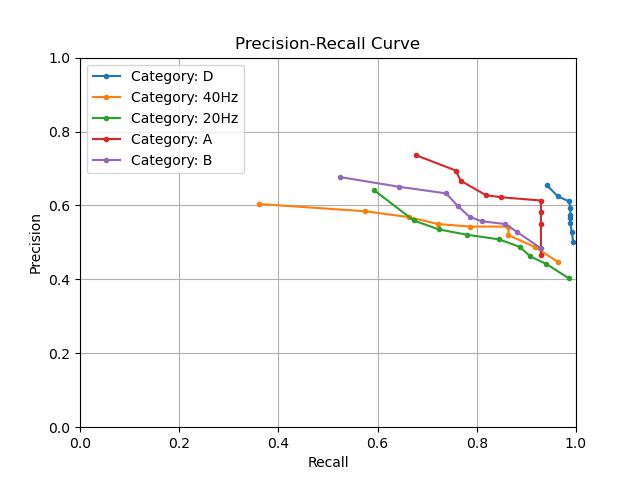 Precision-Recall Curve
1.0
0.8
0.6
0.4
0.2
0.0
Precision
Category: D
Category: 40Hz
Category: 20Hz
Category: A
Category: B
0.0 0.2 0.4 0.6 0.8 1.0
Recall